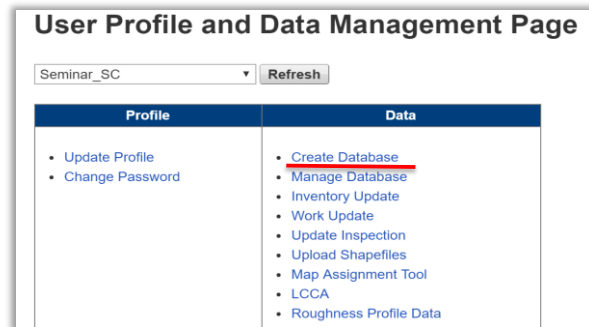 User Profile and Data Management Page
Seminar_SC Refresh
Profile Data
Update Profile
Change Password
Create Database
Manage Database
Inventory Update
Work Update
Update Inspection
Upload Shapefiles
Map Assignment Tool
LCCA
Roughness Profile Data